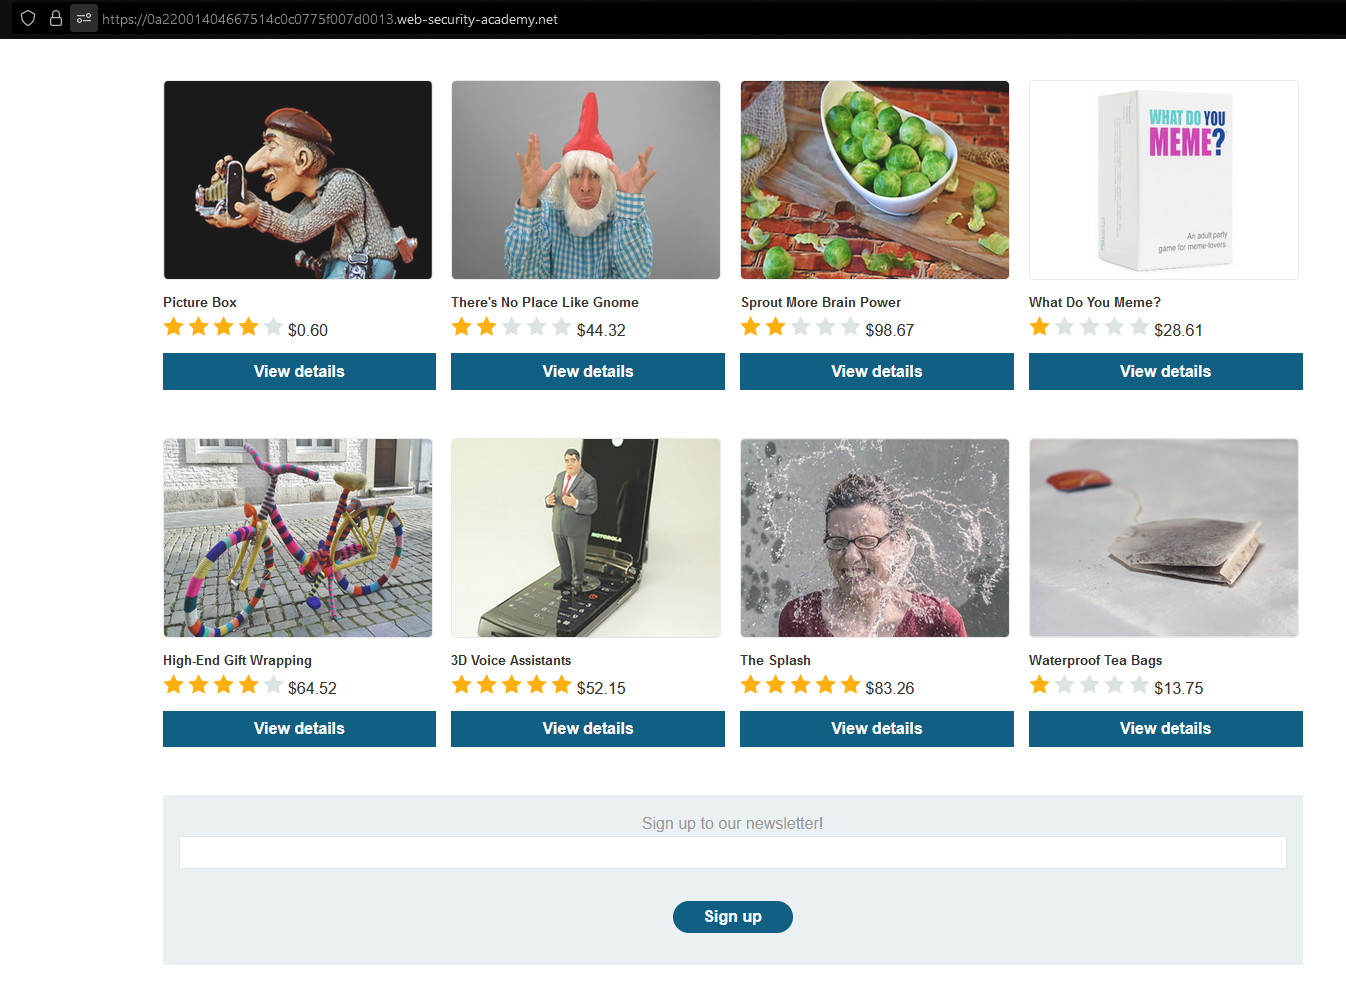 https://0a22001404667514c0c0775f007d0013.web-security-academy.net
WHAT DO YOU
MEME?
An adult party
game for meme-lovers.
Picture Box
There's No Place Like Gnome
Sprout More Brain Power
What Do You Meme?
$0.60
$44.32
$98.67
$28.61
View details
View details
View details
View details
MOTOROLA
High-End Gift Wrapping
3D Voice Assistants
The Splash
Waterproof Tea Bags
$64.52
$52.15
$83.26
$13.75
View details
View details
View details
View details
Sign up to our newsletter!
Sign up